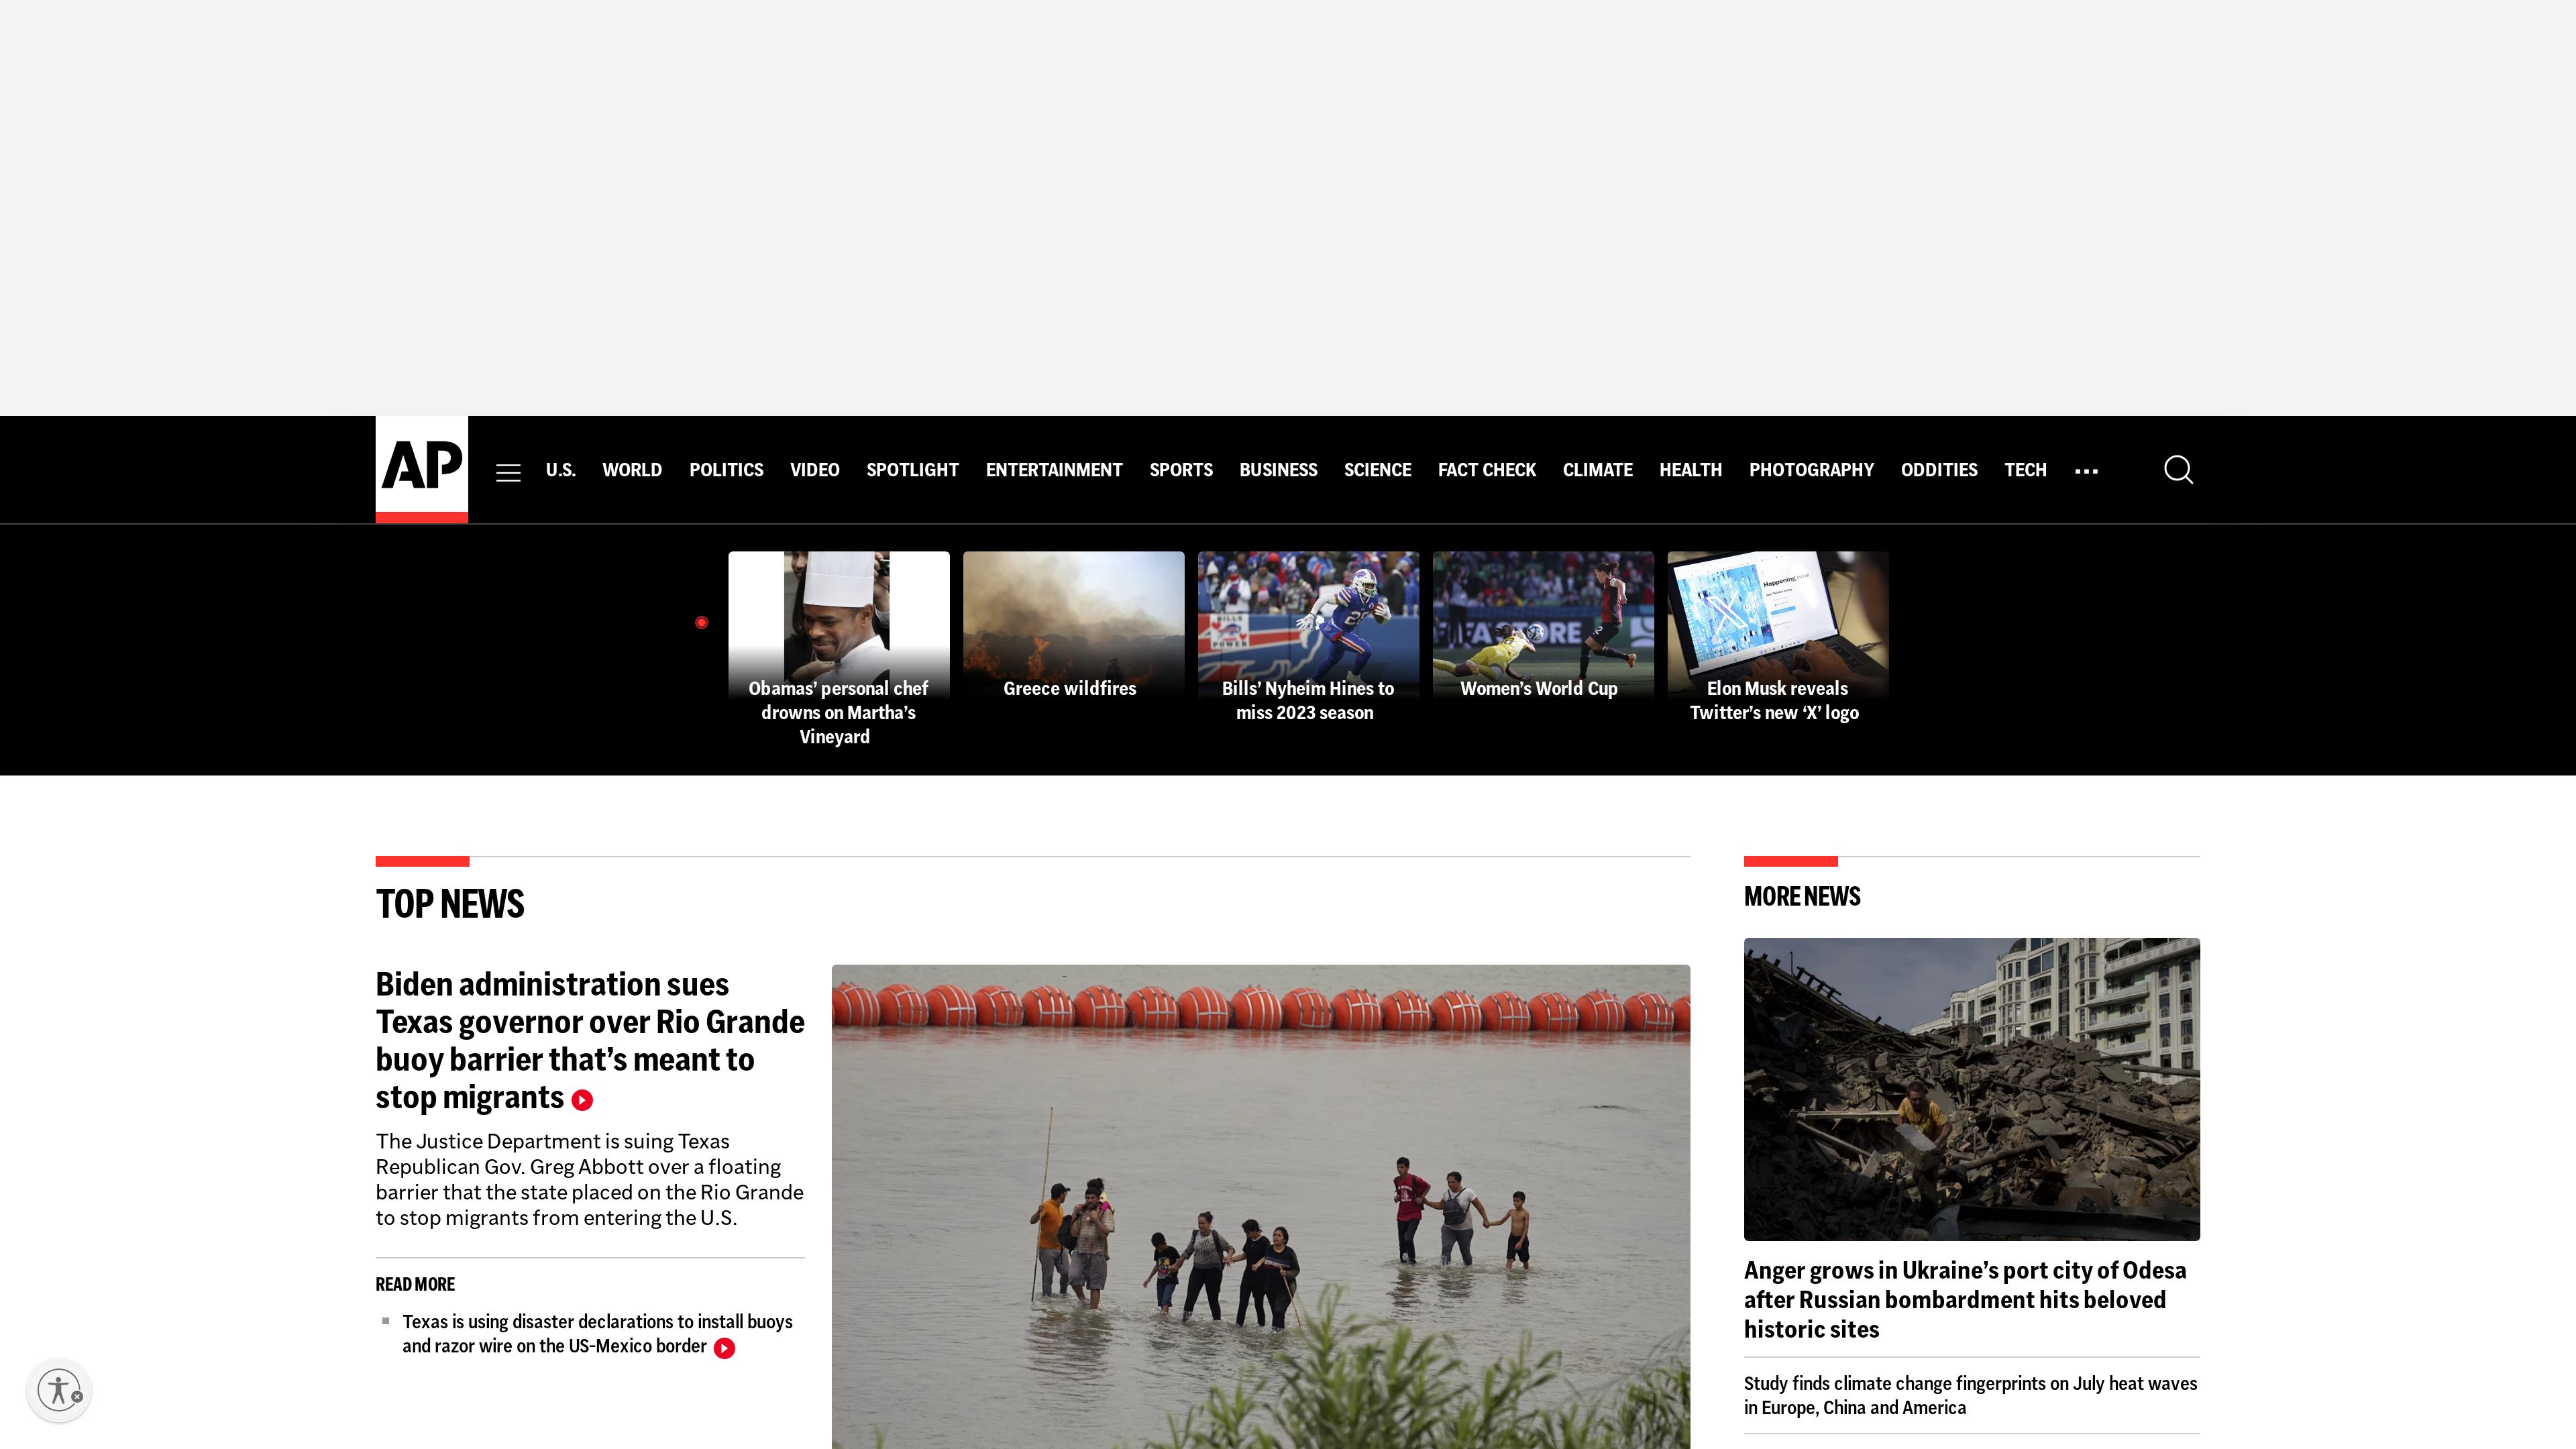 AP
U.S. WORLD POLITICS VIDEO SPOTLIGHT ENTERTAINMENT SPORTS BUSINESS SCIENCE FACT CHECK CLIMATE HEALTH PHOTOGRAPHY ODDITIES TECH
BILLS
POWER
Happening now
Obamas’ personal chef
drowns on Martha’s
Vineyard
Greece wildfires
Bills’ Nyheim Hines to
miss 2023 season
Women’s World Cup
Elon Musk reveals
Twitter’s new ‘X’ logo
TOP NEWS
Biden administration sues
Texas governor over Rio Grande
buoy barrier that’s meant to
stop migrants
The Justice Department is suing Texas
Republican Gov. Greg Abbott over a floating
barrier that the state placed on the Rio Grande
to stop migrants from entering the U.S.
READ MORE
Texas is using disaster declarations to install buoys
and razor wire on the US-Mexico border
MORE NEWS
Anger grows in Ukraine’s port city of Odesa
after Russian bombardment hits beloved
historic sites
Study finds climate change fingerprints on July heat waves
in Europe, China and America